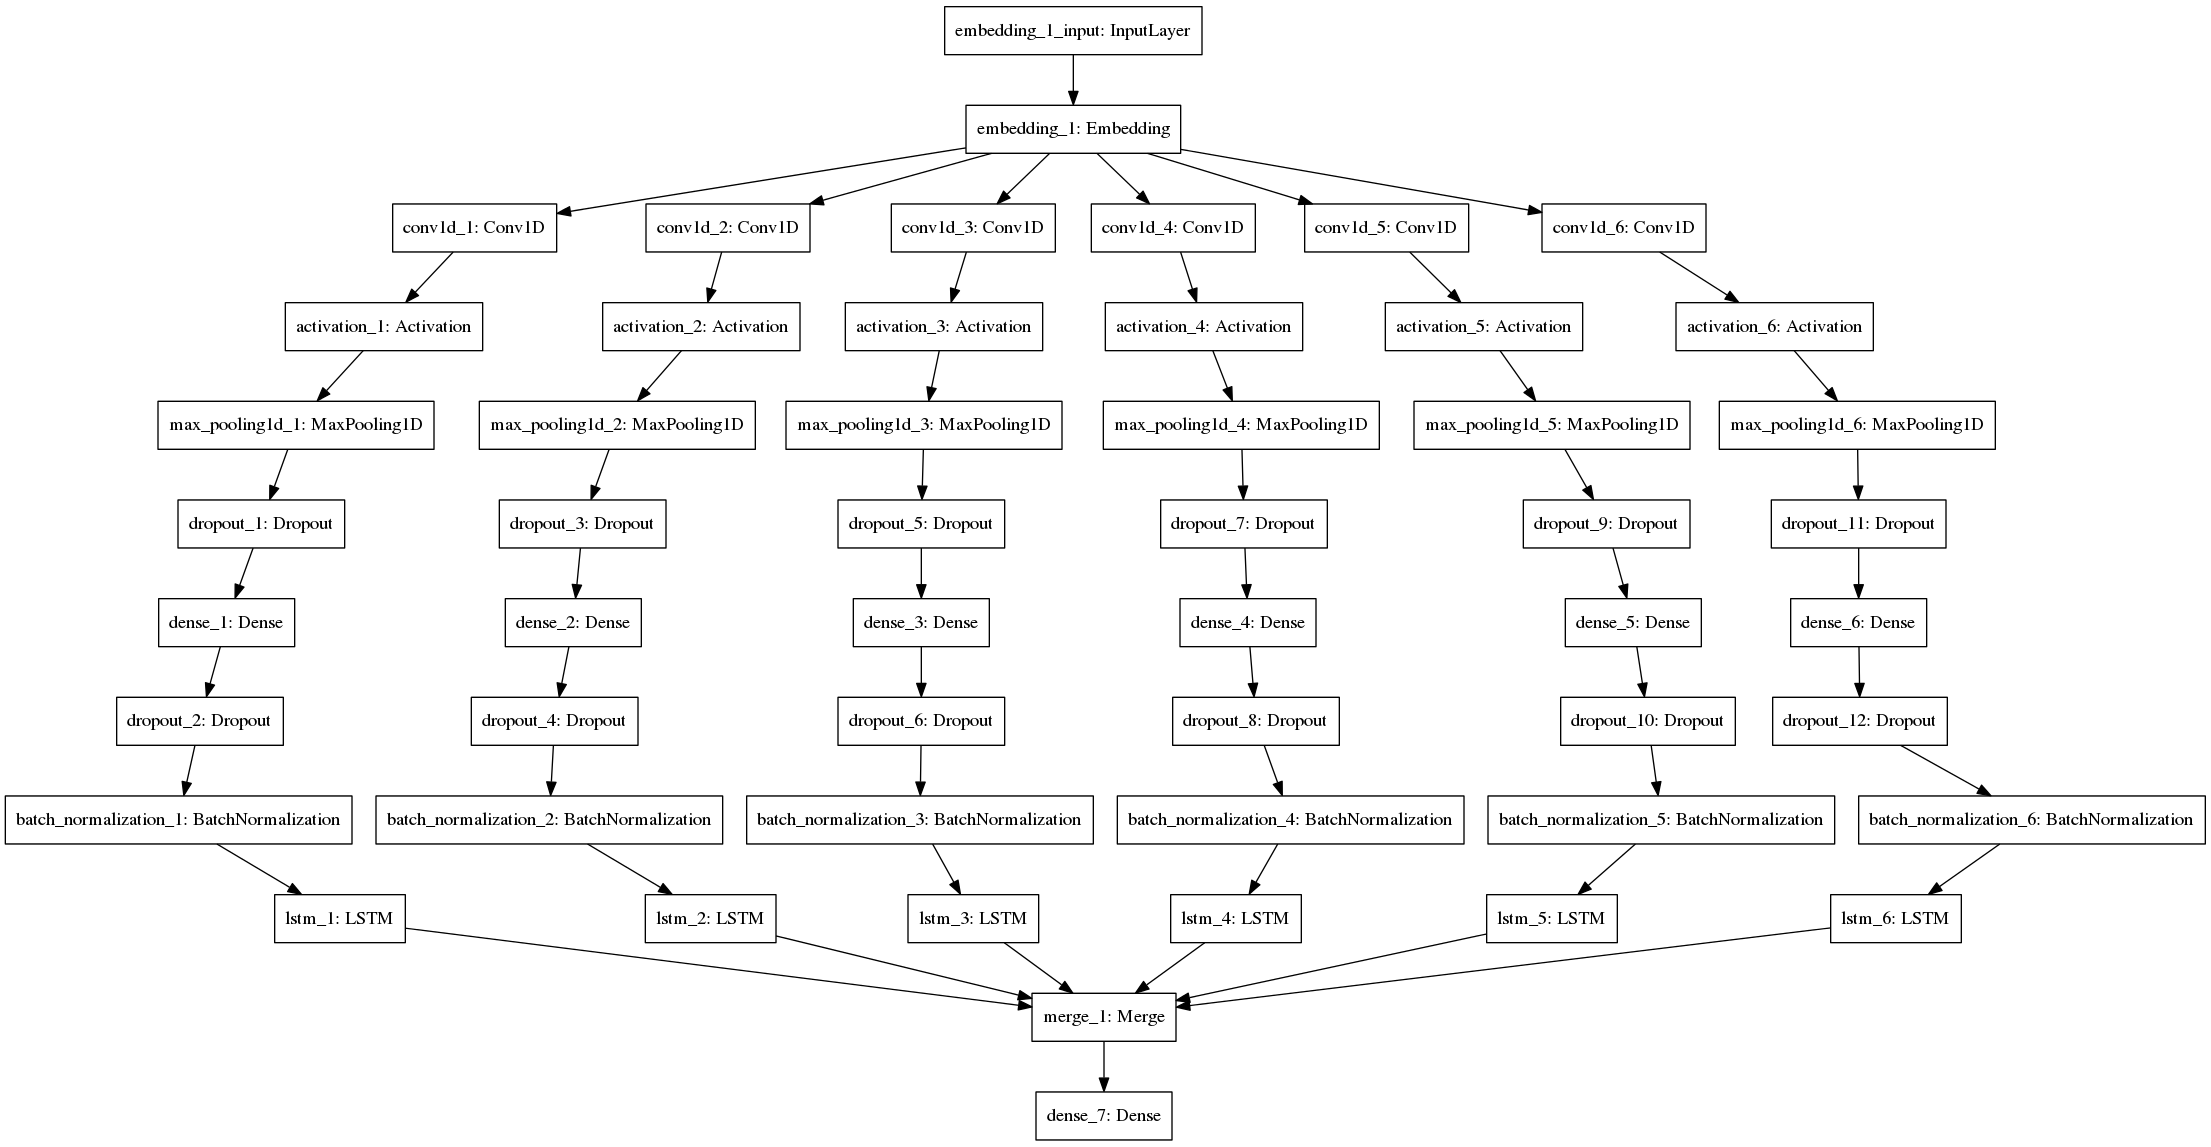 embedding_1_input: InputLayer
embedding_1: Embedding
conv1d_1: Conv1D
conv1d_2: Conv1D
conv1d_3: Conv1D
conv1d_4: Conv1D
conv1d_5: Conv1D
conv1d_6: Conv1D
activation_1: Activation
activation_2: Activation
activation_3: Activation
activation_4: Activation
activation_5: Activation
activation_6: Activation
max_pooling1d_1: MaxPooling1D
max_pooling1d_2: MaxPooling1D
max_pooling1d_3: MaxPooling1D
max_pooling1d_4: MaxPooling1D
max_pooling1d_5: MaxPooling1D
max_pooling1d_6: MaxPooling1D
dropout_1: Dropout
dropout_3: Dropout
dropout_5: Dropout
dropout_7: Dropout
dropout_9: Dropout
dropout_11: Dropout
dense_1: Dense
dense_2: Dense
dense_3: Dense
dense_4: Dense
dense_5: Dense
dense_6: Dense
dropout_2: Dropout
dropout_4: Dropout
dropout_6: Dropout
dropout_8: Dropout
dropout_10: Dropout
dropout_12: Dropout
batch_normalization_1: BatchNormalization
batch_normalization_2: BatchNormalization
batch_normalization_3: BatchNormalization
batch_normalization_4: BatchNormalization
batch_normalization_5: BatchNormalization
batch_normalization_6: BatchNormalization
lstm_1: LSTM
lstm_2: LSTM
lstm_3: LSTM
lstm_4: LSTM
lstm_5: LSTM
lstm_6: LSTM
merge_1: Merge
dense_7: Dense